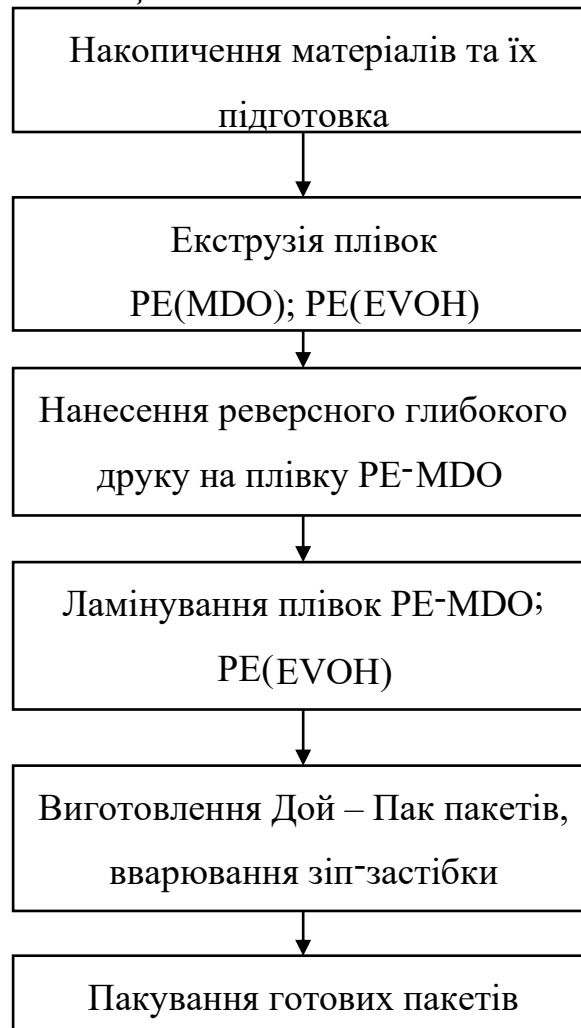 Накопичення матеріалів та їх
підготовка
Екструзія плівок
PE(MDO); PE(EVOH)
Нанесення реверсного глибокого
друку на плівку PE-MDO
Ламінування плівок PE-MDO;
PE(EVOH)
Виготовлення Дой – Пак пакетів,
вварювання зіп-застібки
Пакування готових пакетів